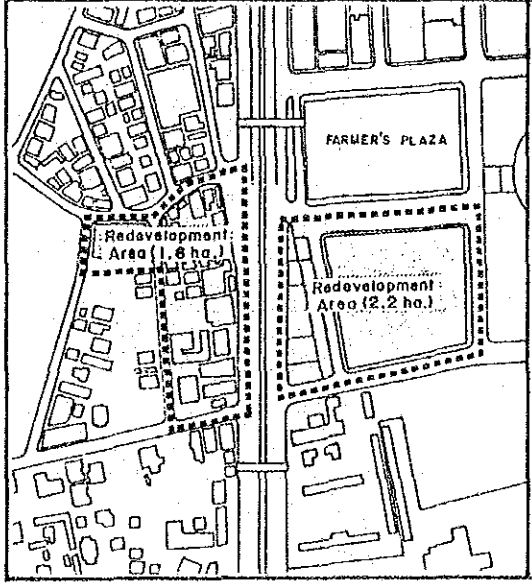 FARMER'S PLAZA
Redevelopment
Area (1.6 ha.)
Redevelopment
Area (2.2 ha.)